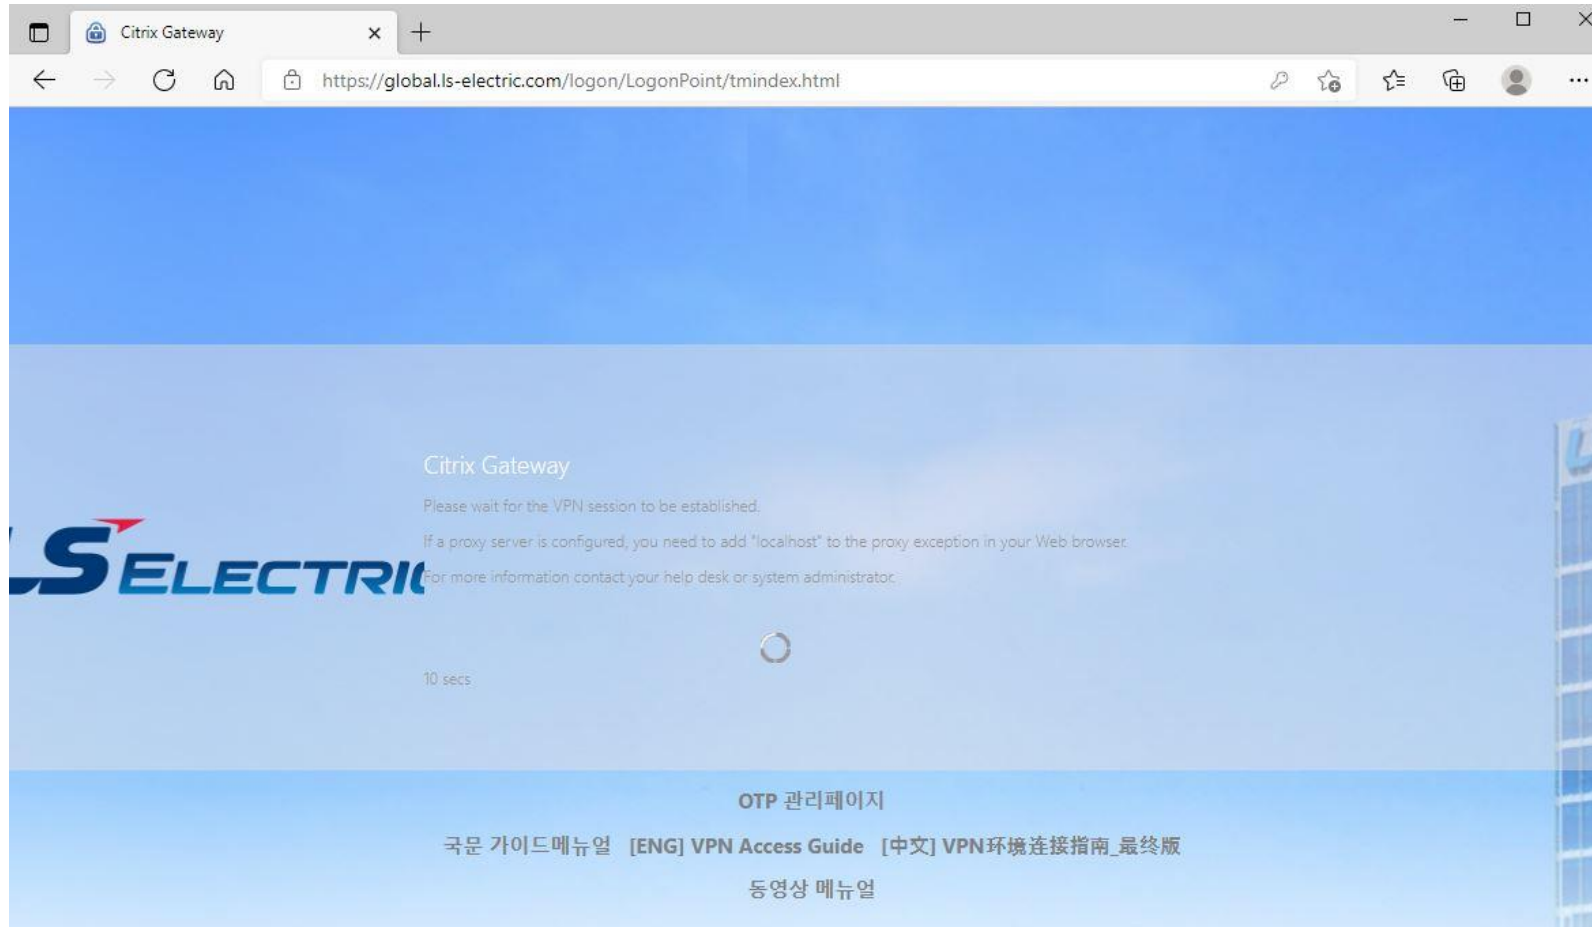 Citrix Gateway
https://global.ls-electric.com/logon/LogonPoint/tmindex.html
Citrix Gateway
Please wait for the VPN session to be established.
If a proxy server is configured, you need to add "localhost" to the proxy exception in your Web browser.
LS ELECTRIC
For more information contact your help desk or system administrator.
10 secs
OTP 관리페이지
국문 가이드메뉴얼 [ENG] VPN Access Guide [中文] VPN环境连接指南_最终版
동영상 메뉴얼